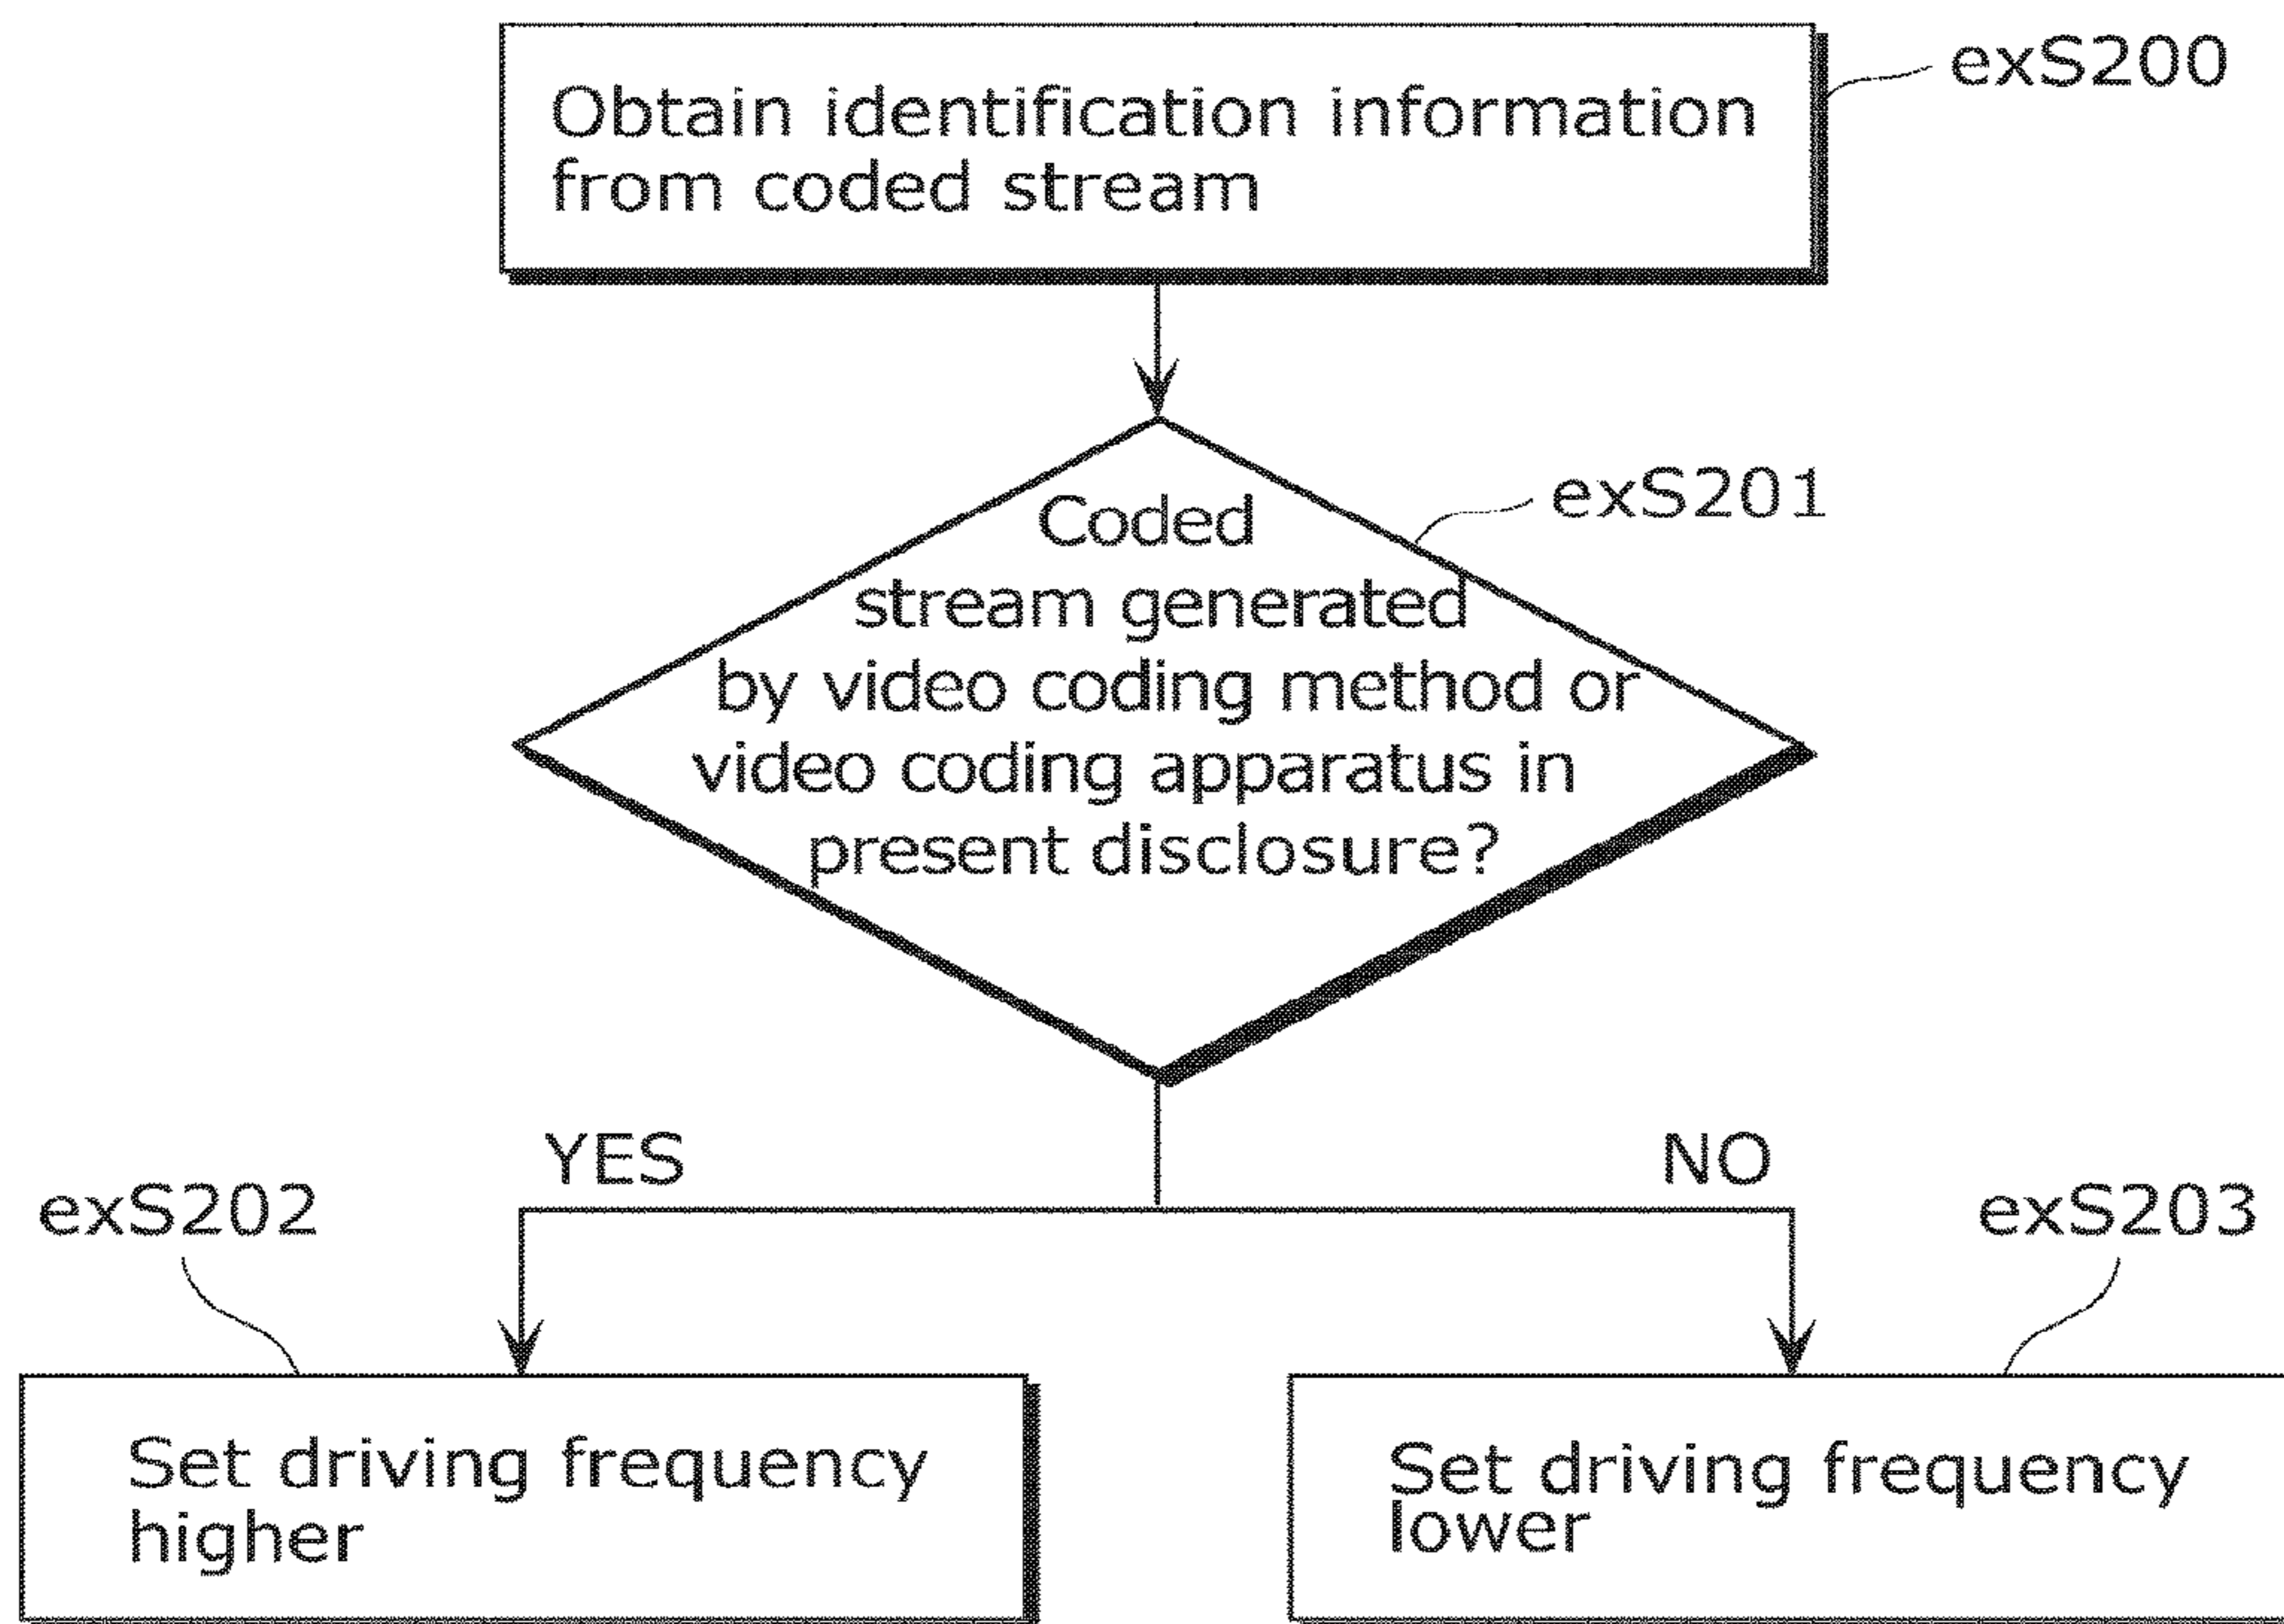 Obtain identification information
from coded stream
exS200
Coded
stream generated
by video coding method or
video coding apparatus in
present disclosure?
exS201
YES
NO
exS202
exS203
Set driving frequency
higher
Set driving frequency
lower